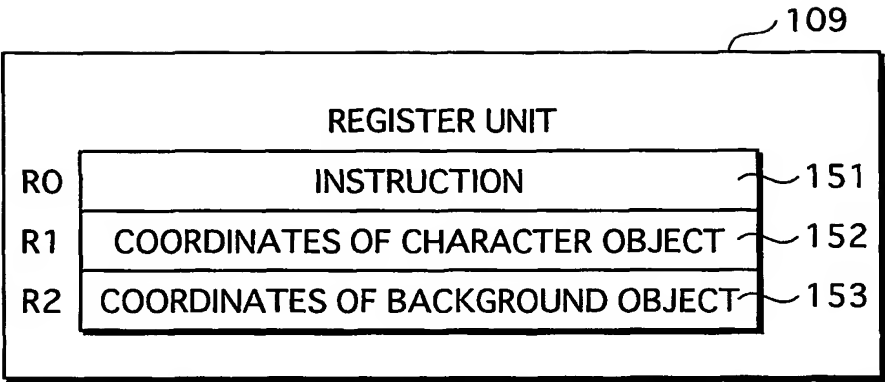 109
REGISTER UNIT
R0 INSTRUCTION 151
R1 COORDINATES OF CHARACTER OBJECT 152
R2 COORDINATES OF BACKGROUND OBJECT 153